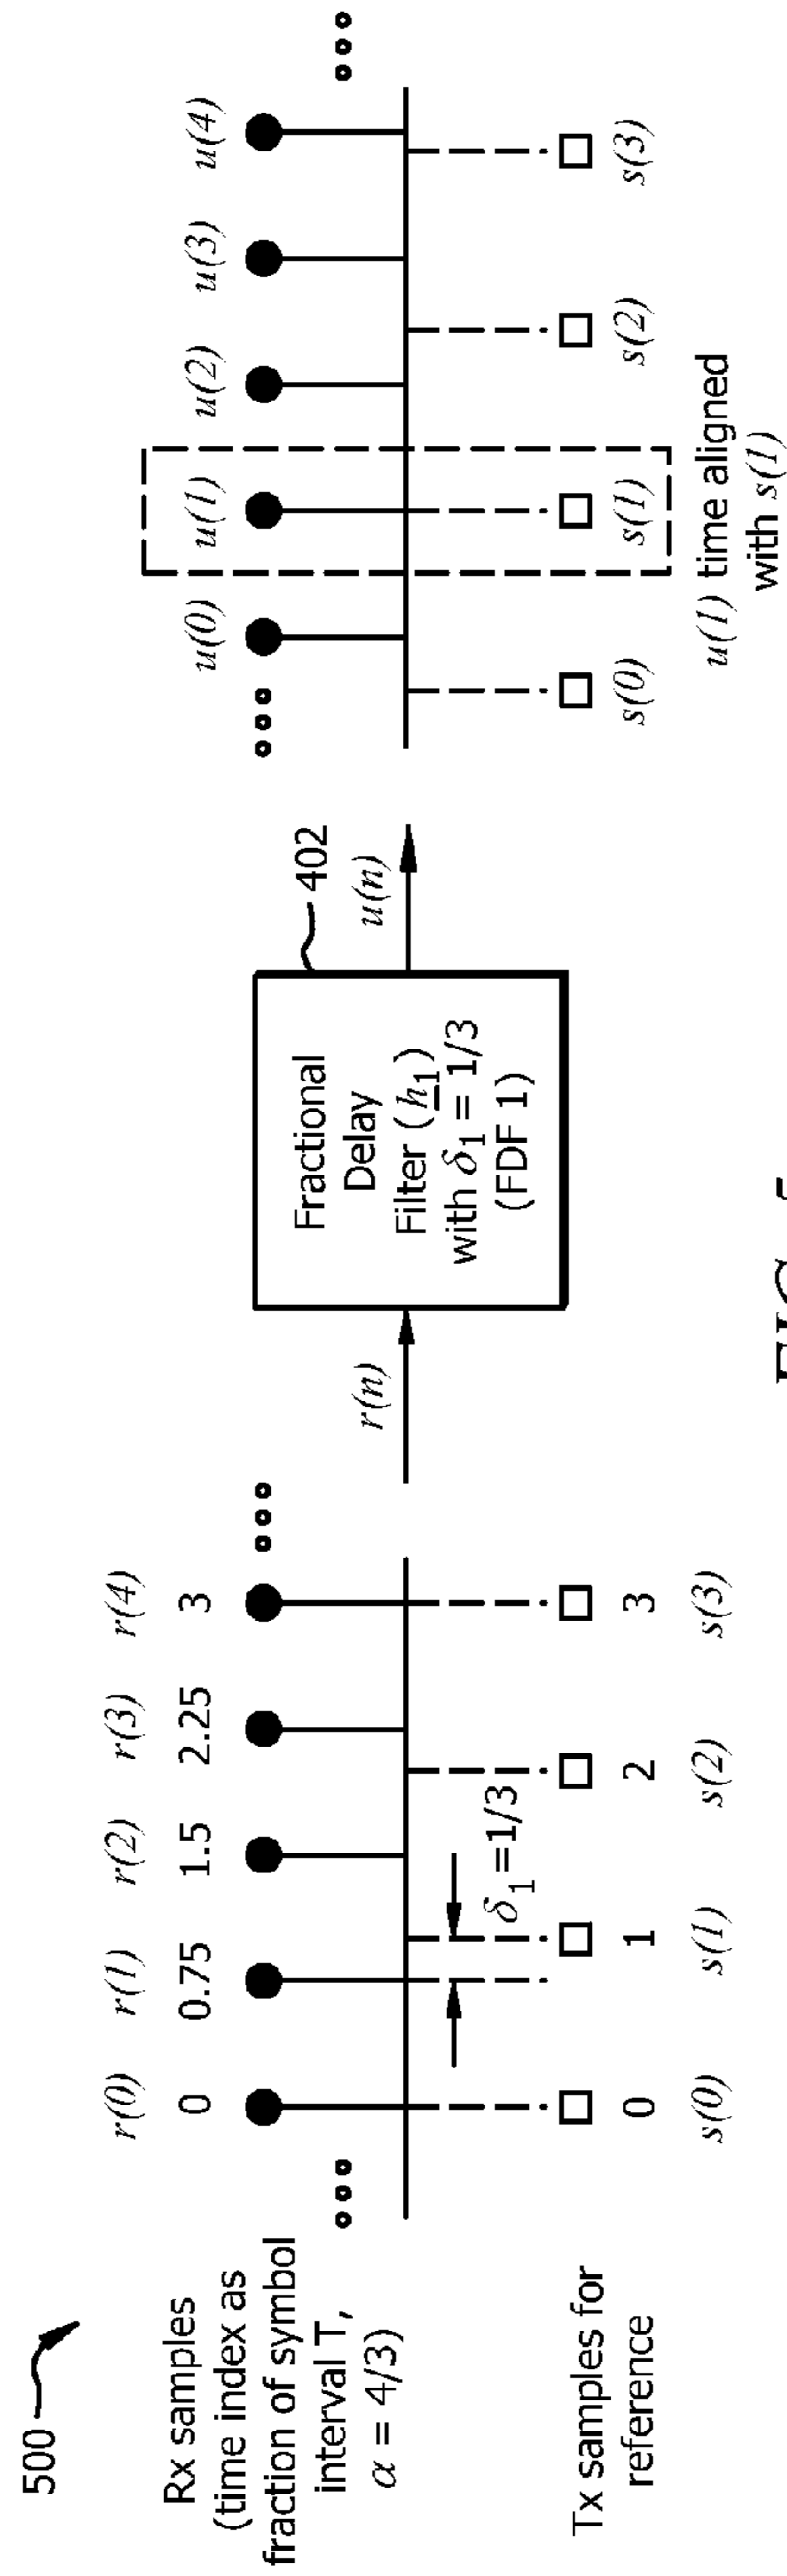 500
Rx samples
(time index as
fraction of symbol
interval T,
α = 4/3)
r(0) r(1) r(2) r(3) r(4)
0 0.75 1.5 2.25 3
δ₁ = 1/3
Tx samples for
reference
0 1 2 3
s(0) s(1) s(2) s(3)
r(n)
Fractional
Delay
Filter (h₁)
with δ₁ = 1/3
(FDF 1)
402
u(n)
u(0) u(1) u(2) u(3) u(4)
s(0) s(1) s(2) s(3)
u(1) time aligned
with s(1)